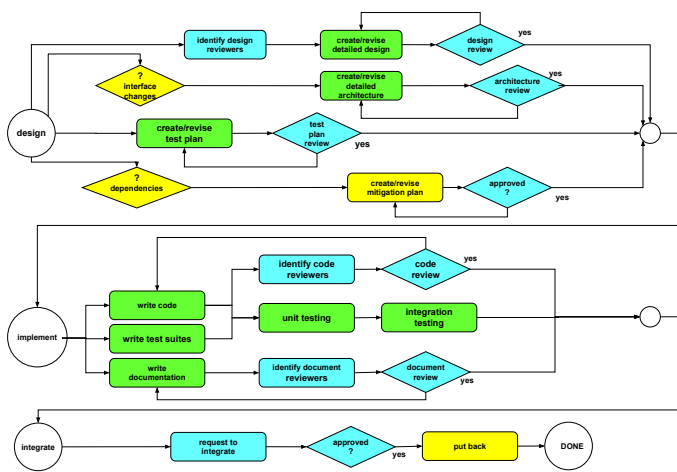 identify design
reviewers
create/revise
detailed design
design
review
yes
?
interface
changes
create/revise
detailed
architecture
architecture
review
yes
design
create/revise
test plan
test
plan
review
yes
?
dependencies
create/revise
mitigation plan
approved
?
yes
identify code
reviewers
code
review
yes
write code
unit testing
integration
testing
implement
write test suites
write
documentation
identify document
reviewers
document
review
yes
integrate
request to
integrate
approved
?
yes
put back
DONE